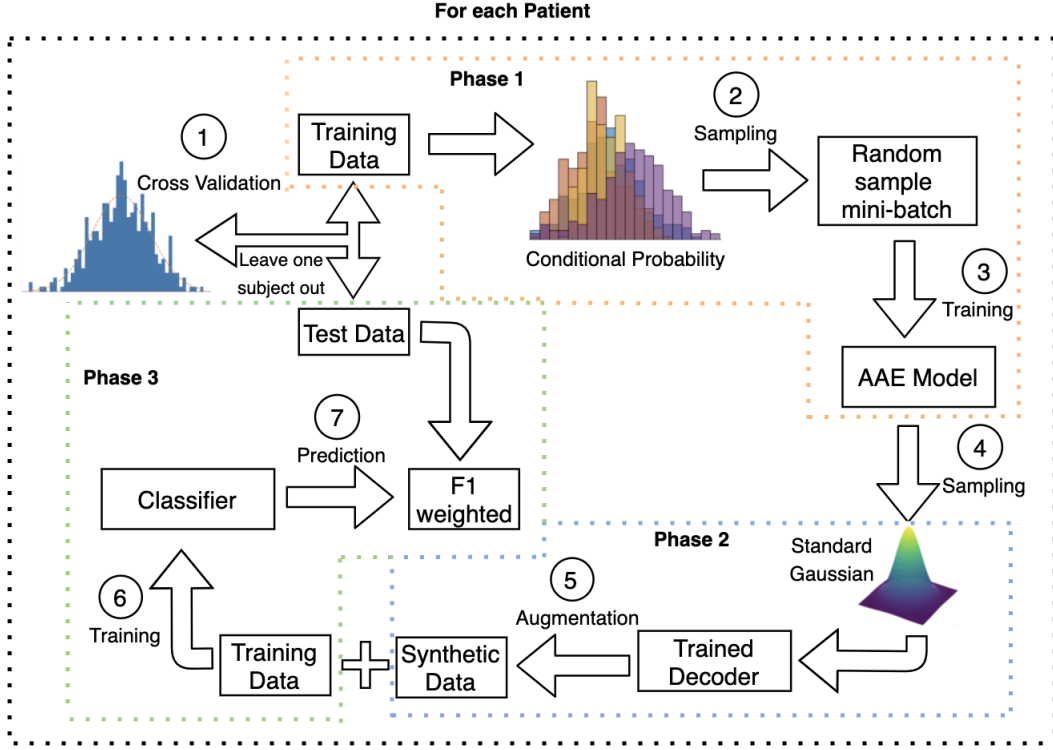 For each Patient
Phase 1
1
Cross Validation
Training
Data
2
Sampling
Random
sample
mini-batch
Conditional Probability
Leave one
subject out
3
Training
Test Data
AAE Model
Phase 3
7
Prediction
4
Sampling
Classifier
F1
weighted
Phase 2
Standard
Gaussian
5
Augmentation
6
Training
Training
Data
Synthetic
Data
Trained
Decoder